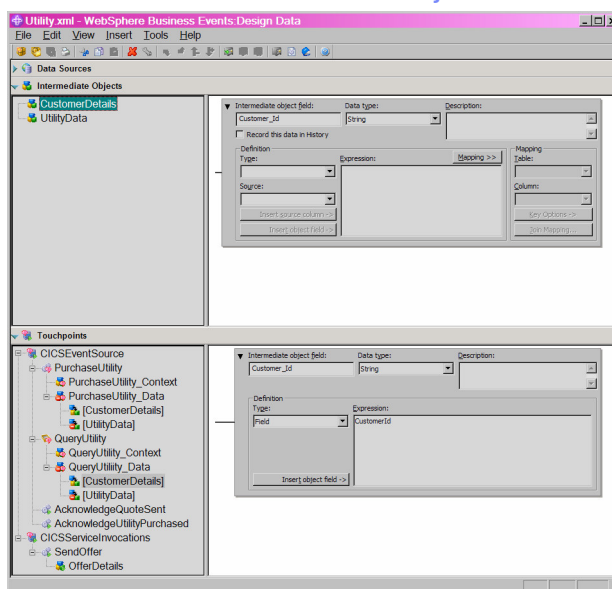 Utility.xml - WebSphere Business Events:Design Data
File Edit View Insert Tools Help
Data Sources
Intermediate Objects
CustomerDetails
UtilityData
Intermediate object field: Data type: Description:
Customer_Id String
Record this data in History
Definition Mapping
Type: Expression: Mapping >> Table:
Source: Column:
Insert source column -> Key Options ->
Insert object field -> Join Mapping...
Touchpoints
CICSEventSource
PurchaseUtility
PurchaseUtility_Context
PurchaseUtility_Data
[CustomerDetails]
[UtilityData]
QueryUtility
QueryUtility_Context
QueryUtility_Data
[CustomerDetails]
[UtilityData]
AcknowledgeQuoteSent
AcknowledgeUtilityPurchased
CICSServiceInvocations
SendOffer
OfferDetails
Intermediate object field: Data type: Description:
Customer_Id String
Definition
Type: Expression:
Field CustomerId
Insert object field ->